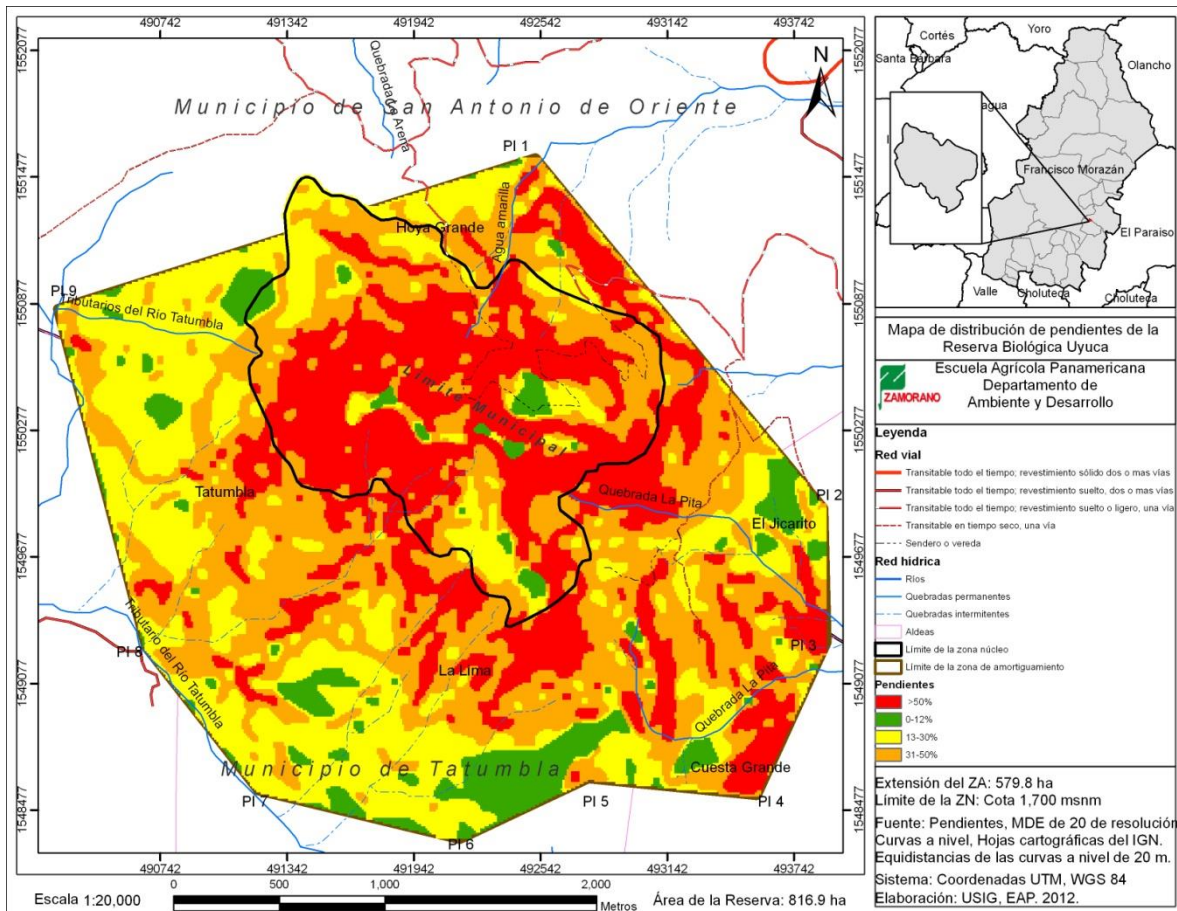 490742 491342 491942 492542 493142 493742
1552077
1551477
1550877
1550277
1549677
1549077
1548477
1552077
1551477
1550877
1550277
1549677
1549077
1548477
N
Quebrada La Arena
Municipio de San Antonio de Oriente
PI 1
Hoya Grande
Agua amarilla
PI 9
Tributarios del Río Tatumbla
Límite Municipal
Tatumbla
Quebrada La Pita
PI 2
El Jicarito
Tributario del Río Tatumbla
PI 8
PI 3
La Lima
Quebrada La Pita
Municipio de Tatumbla
Cuesta Grande
PI 7
PI 5
PI 4
PI 6
490742 491342 491942 492542 493142 493742
Escala 1:20,000
0 500 1,000 2,000
Metros
Área de la Reserva: 816.9 ha
Cortés
Yoro
Santa Bárbara
Olancho
agua
Francisco Morazán
El Paraiso
Valle
Choluteca
Choluteca
Mapa de distribución de pendientes de la
Reserva Biológica Uyuca
ZAMORANO
Escuela Agrícola Panamericana
Departamento de
Ambiente y Desarrollo
Leyenda
Red vial
Transitable todo el tiempo; revestimiento sólido dos o mas vías
Transitable todo el tiempo; revestimiento suelto, dos o mas vías
Transitable todo el tiempo; revestimiento suelto o ligero, una vía
Transitable en tiempo seco, una vía
Sendero o vereda
Red hídrica
Ríos
Quebradas permanentes
Quebradas intermitentes
Aldeas
Límite de la zona núcleo
Límite de la zona de amortiguamiento
Pendientes
>50%
0-12%
13-30%
31-50%
Extensión del ZA: 579.8 ha
Límite de la ZN: Cota 1,700 msnm
Fuente: Pendientes, MDE de 20 de resolución
Curvas a nivel, Hojas cartográficas del IGN.
Equidistancias de las curvas a nivel de 20 m.
Sistema: Coordenadas UTM, WGS 84
Elaboración: USIG, EAP. 2012.